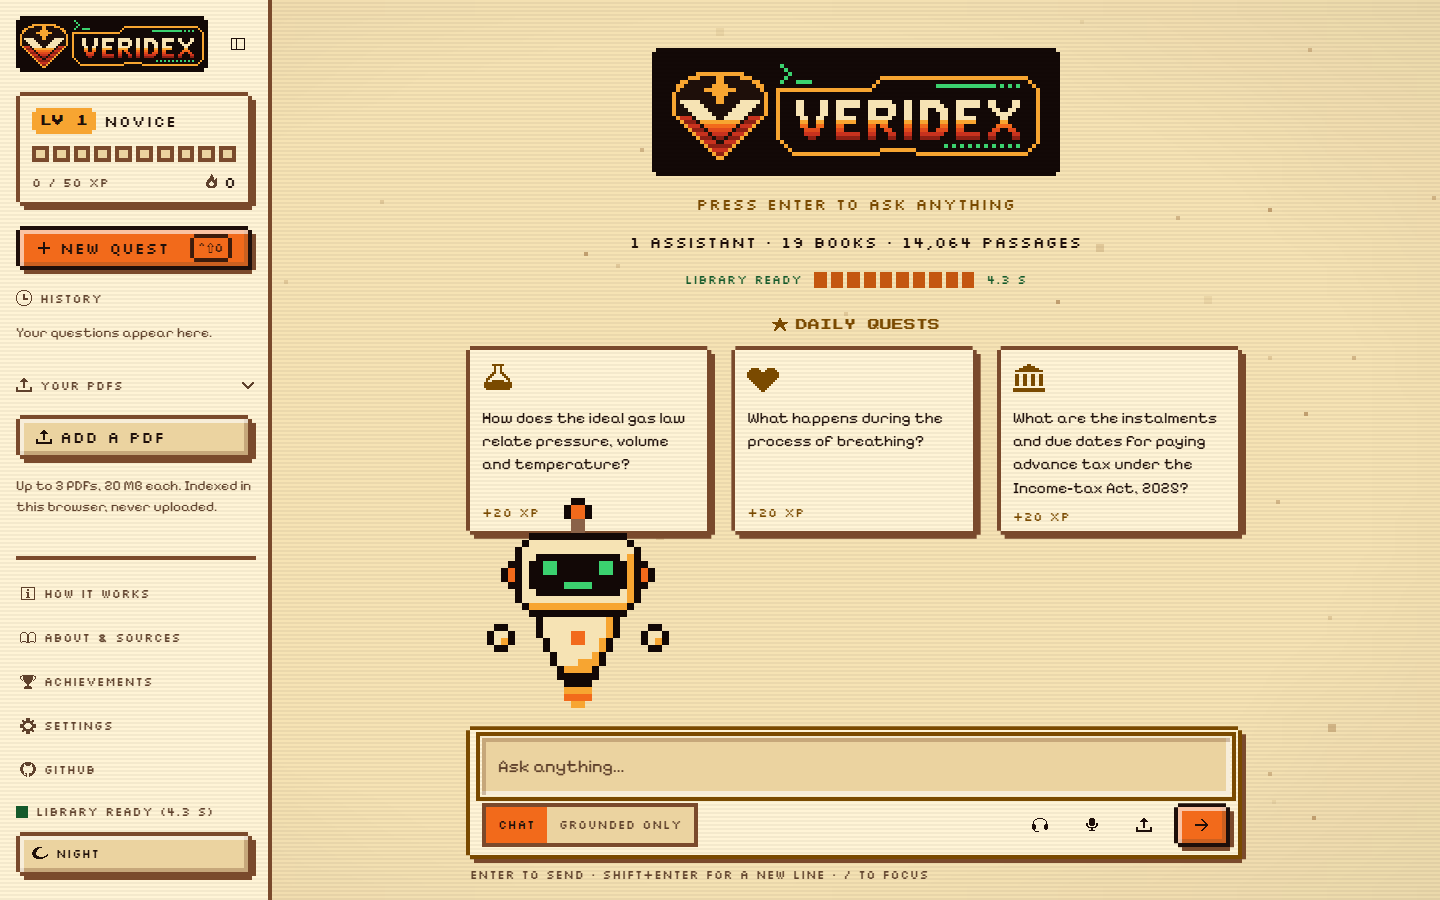 VERIDEX
LV 1 NOVICE
0 / 50 XP 0
+ NEW QUEST ^⇧O
HISTORY
Your questions appear here.
YOUR PDFS
ADD A PDF
Up to 3 PDFs, 20 MB each. Indexed in
this browser, never uploaded.
HOW IT WORKS
ABOUT & SOURCES
ACHIEVEMENTS
SETTINGS
GITHUB
LIBRARY READY (4.3 S)
NIGHT
>_
VERIDEX
PRESS ENTER TO ASK ANYTHING
1 ASSISTANT · 19 BOOKS · 14,064 PASSAGES
LIBRARY READY 4.3 S
DAILY QUESTS
How does the ideal gas law
relate pressure, volume
and temperature?
+20 XP
What happens during the
process of breathing?
+20 XP
What are the instalments
and due dates for paying
advance tax under the
Income-tax Act, 2025?
+20 XP
Ask anything...
CHAT GROUNDED ONLY
ENTER TO SEND · SHIFT+ENTER FOR A NEW LINE · / TO FOCUS